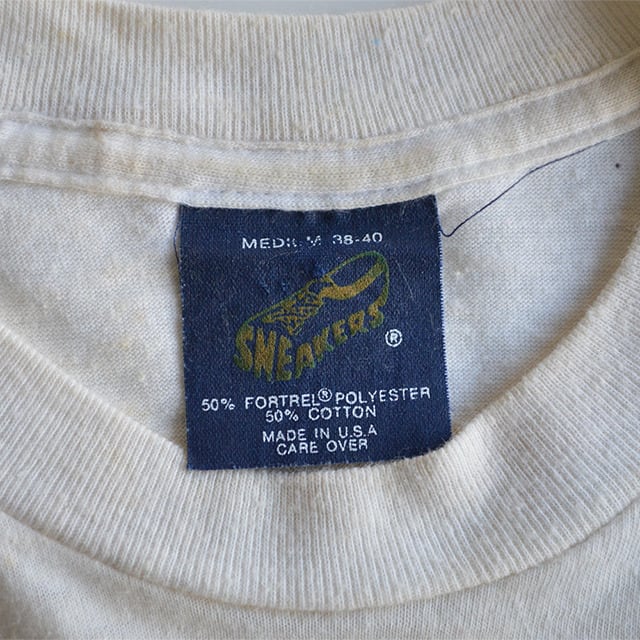 MEDIUM 38-40
SNEAKERS ®
50% FORTREL® POLYESTER
50% COTTON
MADE IN U.S.A
CARE OVER